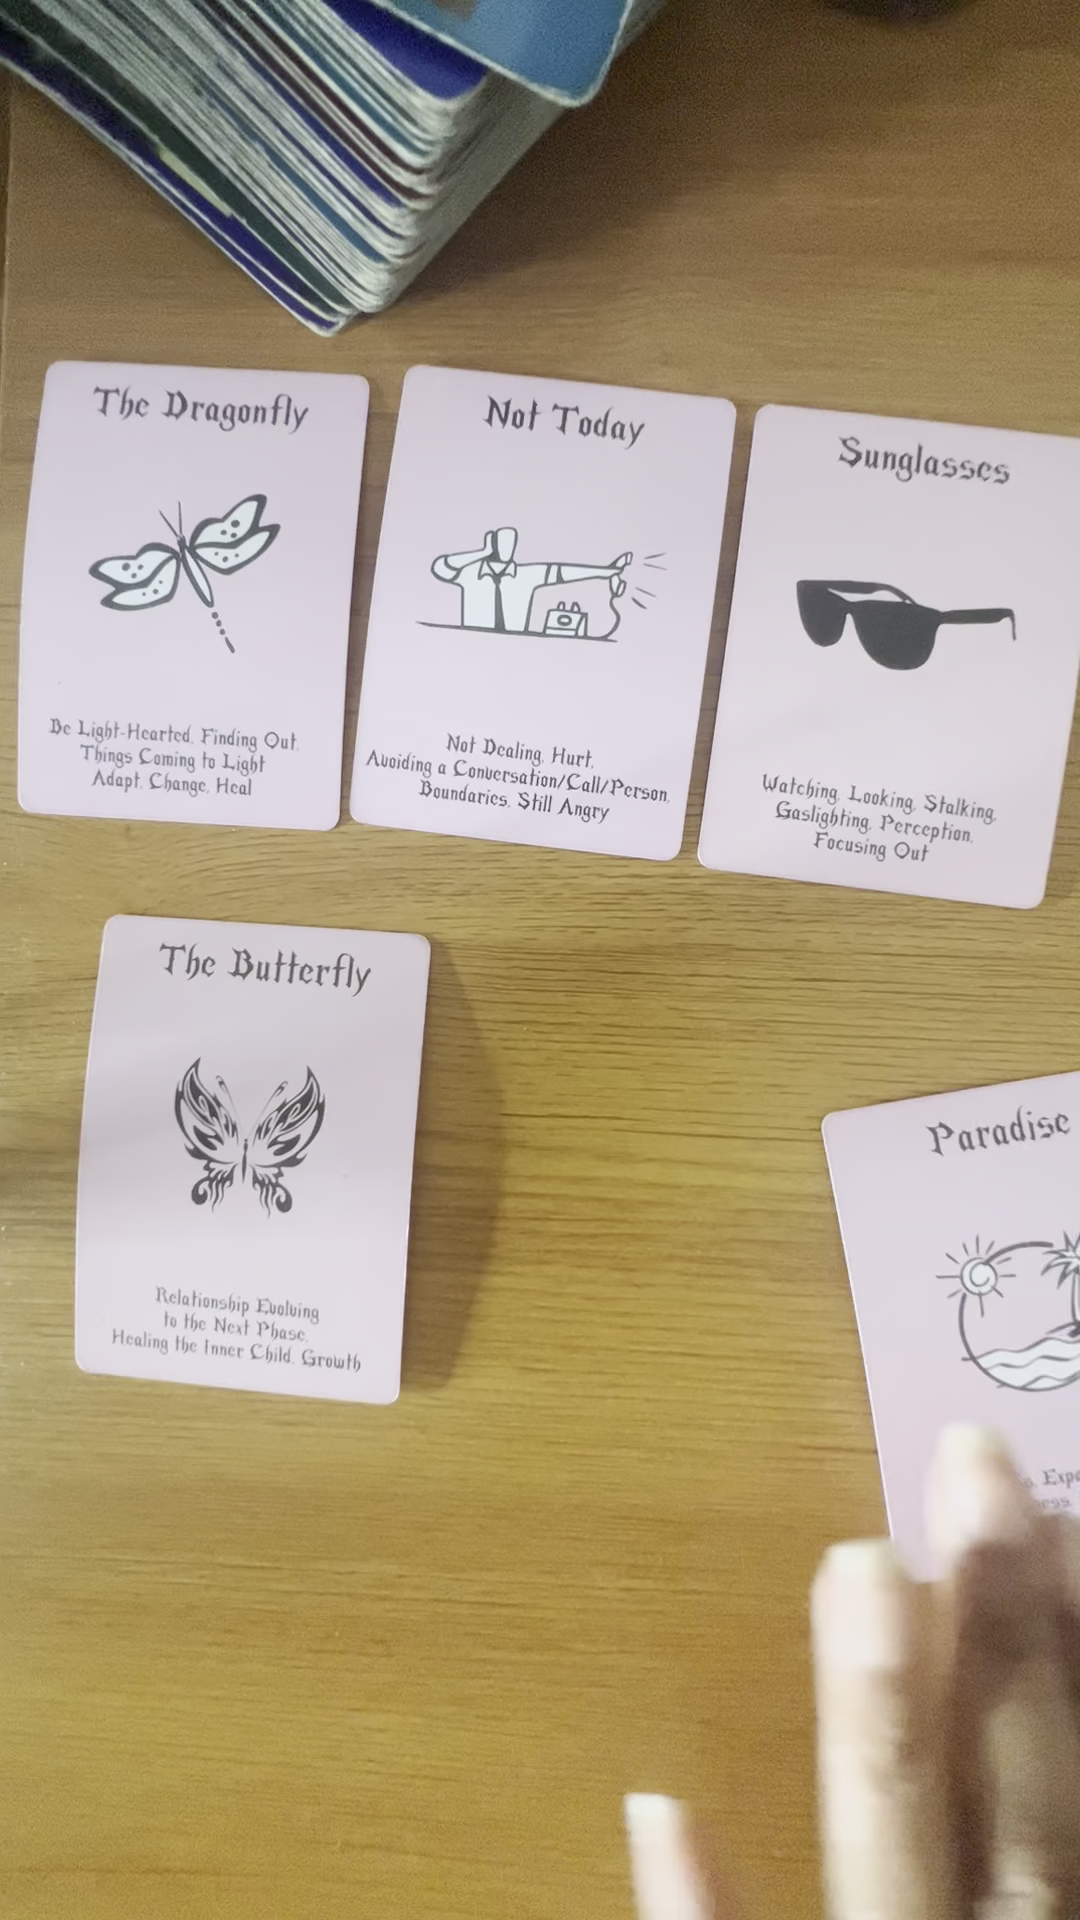 The Dragonfly
Be Light-Hearted, Finding Out,
Things Coming to Light
Adapt, Change, Heal
Not Today
Not Dealing, Hurt,
Avoiding a Conversation/Call/Person,
Boundaries, Still Angry
Sunglasses
Watching, Looking, Stalking,
Gaslighting, Perception,
Focusing Out
The Butterfly
Relationship Evolving
to the Next Phase,
Healing the Inner Child, Growth
Paradise